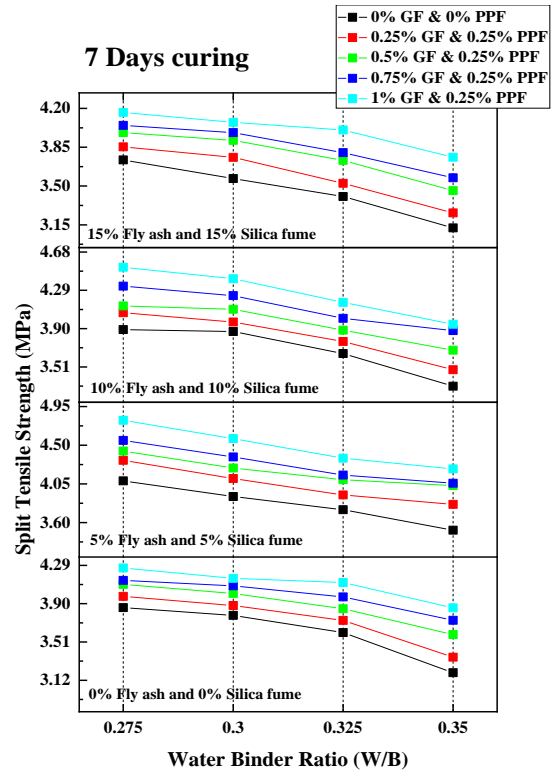 0% GF & 0% PPF
0.25% GF & 0.25% PPF
0.5% GF & 0.25% PPF
0.75% GF & 0.25% PPF
1% GF & 0.25% PPF
7 Days curing
4.20
3.85
3.50
3.15
15% Fly ash and 15% Silica fume
4.68
4.29
3.90
3.51
10% Fly ash and 10% Silica fume
4.95
4.50
4.05
3.60
5% Fly ash and 5% Silica fume
4.29
3.90
3.51
3.12
0% Fly ash and 0% Silica fume
Split Tensile Strength (MPa)
0.275 0.3 0.325 0.35
Water Binder Ratio (W/B)